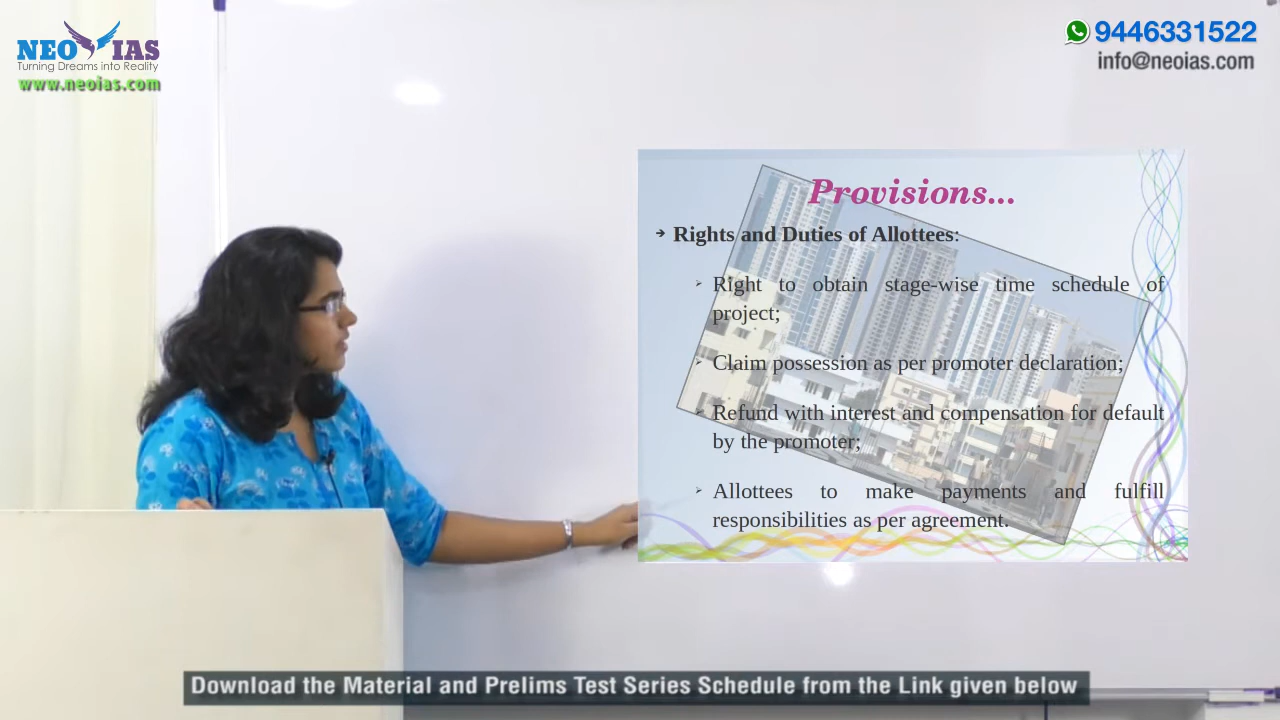 NEO IAS
Turning Dreams into Reality
www.neoias.com
9446331522
info@neoias.com
Provisions...
Rights and Duties of Allottees:
Right to obtain stage-wise time schedule of
project;
Claim possession as per promoter declaration;
Refund with interest and compensation for default
by the promoter;
Allottees to make payments and fulfill
responsibilities as per agreement.
Download the Material and Prelims Test Series Schedule from the Link given below